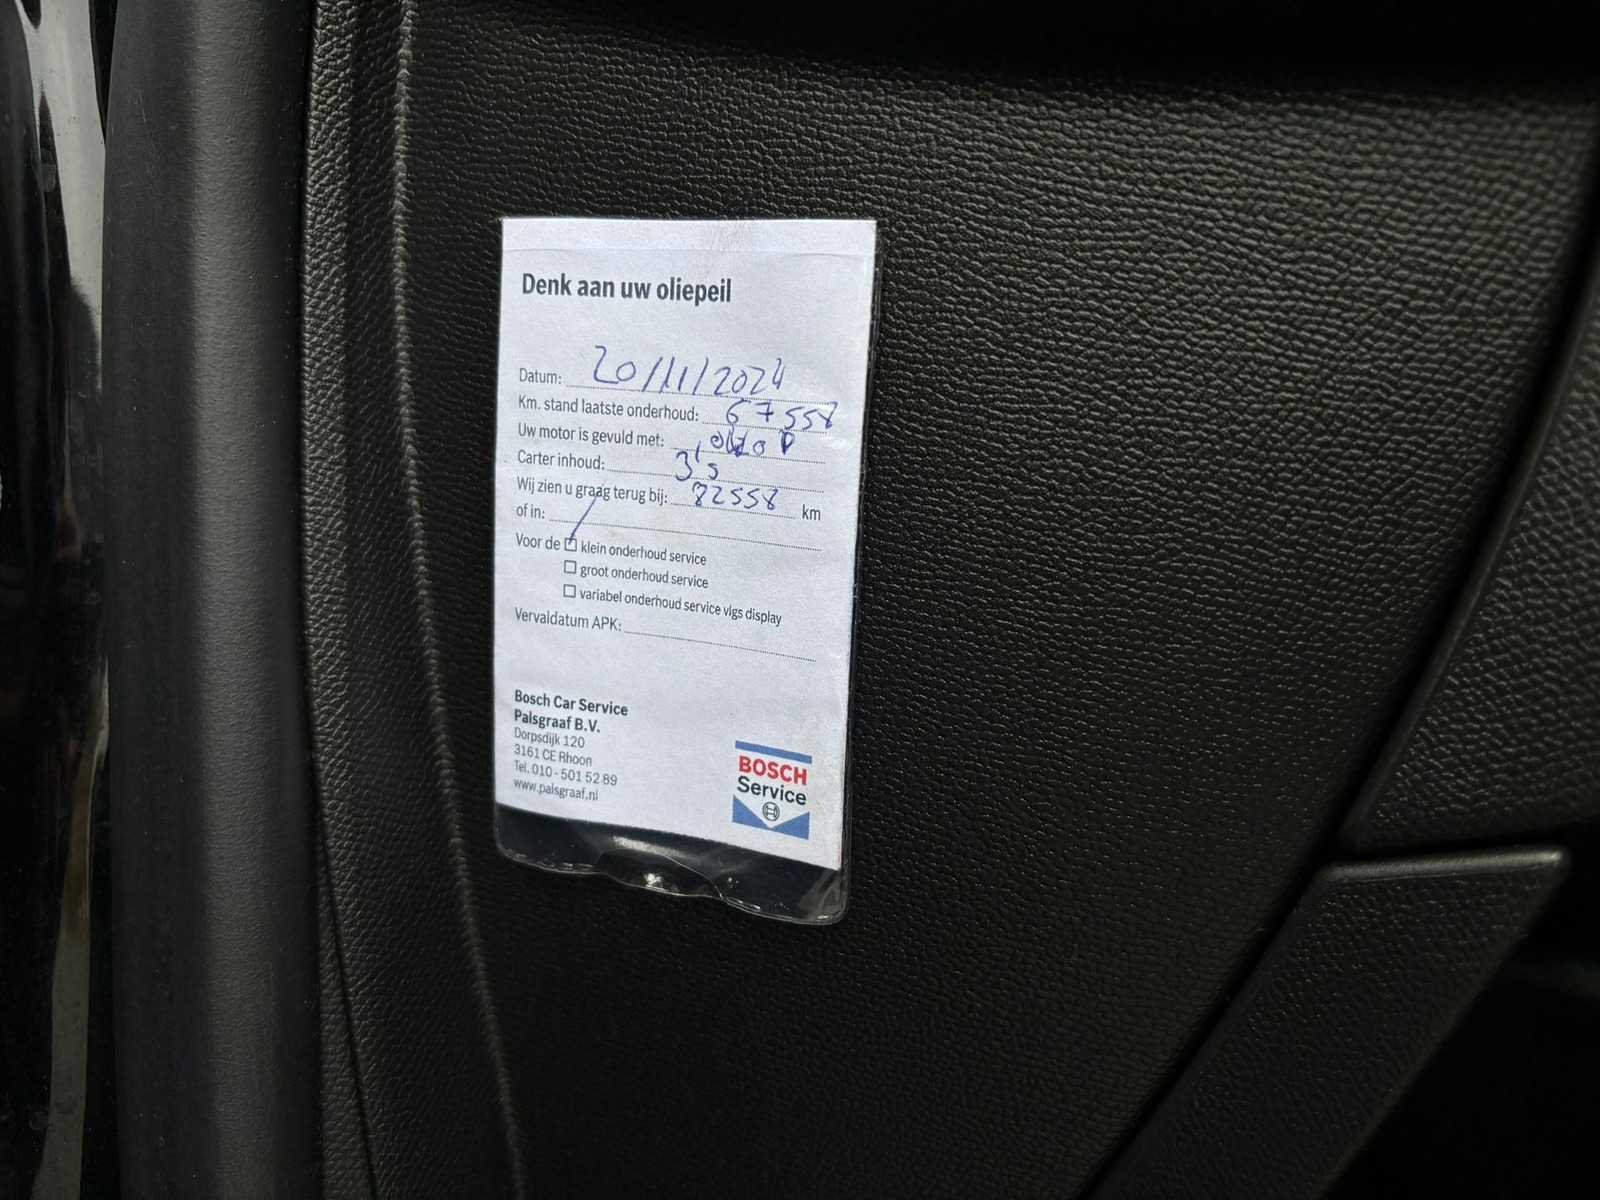 Denk aan uw oliepeil
Datum: 20/11/2024
Km. stand laatste onderhoud: 67558
Uw motor is gevuld met:
Carter inhoud: 3'5
Wij zien u graag terug bij: 82558 km
of in:
Voor de klein onderhoud service
groot onderhoud service
variabel onderhoud service vlgs display
Vervaldatum APK:
Bosch Car Service
Palsgraaf B.V.
Dorpsdijk 120
3161 CE Rhoon
Tel. 010 - 501 52 89
www.palsgraaf.nl
BOSCH
Service